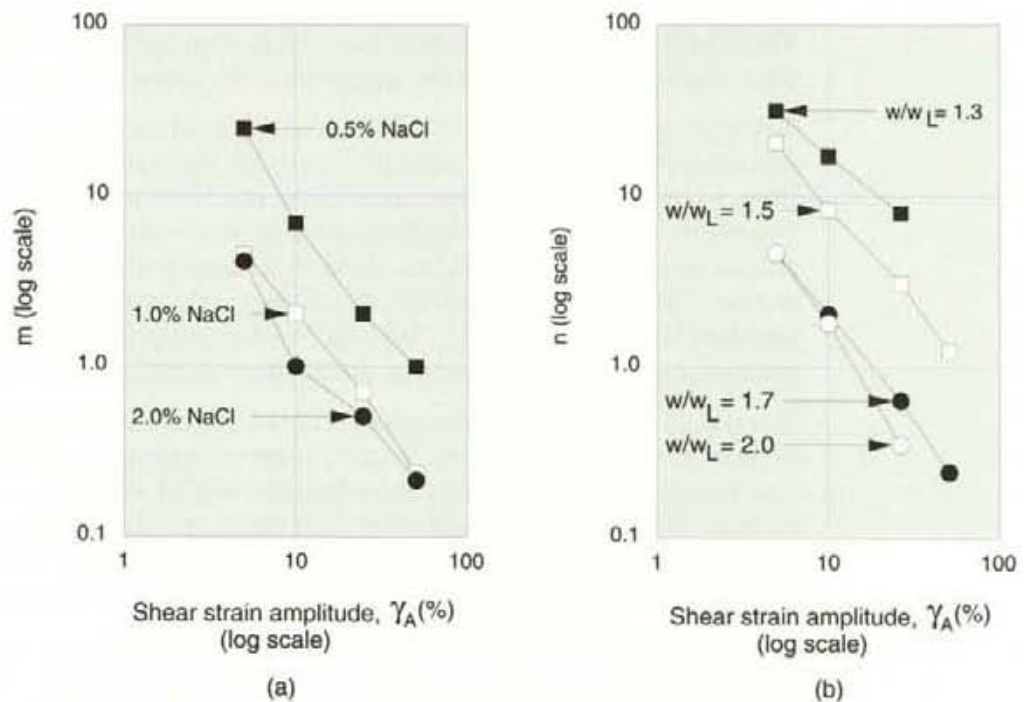 100
10
1.0
0.1
m (log scale)
0.5% NaCl
1.0% NaCl
2.0% NaCl
1
10
100
Shear strain amplitude, γA(%)
(log scale)
(a)
100
10
1.0
0.1
n (log scale)
w/wL= 1.3
w/wL = 1.5
w/wL = 1.7
w/wL = 2.0
1
10
100
Shear strain amplitude, γA(%)
(log scale)
(b)